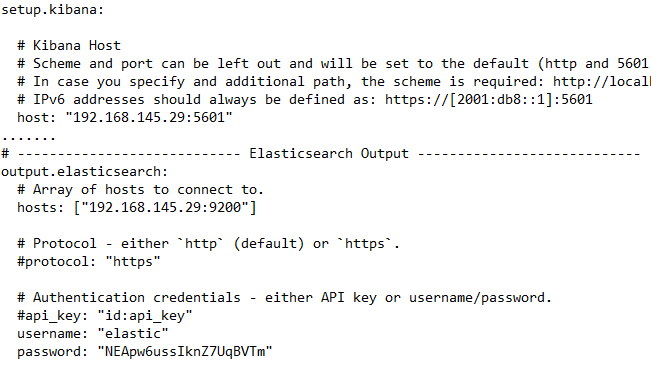 setup.kibana:
# Kibana Host
# Scheme and port can be left out and will be set to the default (http and 5601
# In case you specify and additional path, the scheme is required: http://local
# IPv6 addresses should always be defined as: https://[2001:db8::1]:5601
host: "192.168.145.29:5601"
.......
# ---------------------------- Elasticsearch Output ----------------------------
output.elasticsearch:
# Array of hosts to connect to.
hosts: ["192.168.145.29:9200"]
# Protocol - either `http` (default) or `https`.
#protocol: "https"
# Authentication credentials - either API key or username/password.
#api_key: "id:api_key"
username: "elastic"
password: "NEApw6ussIknZ7UqBVTm"